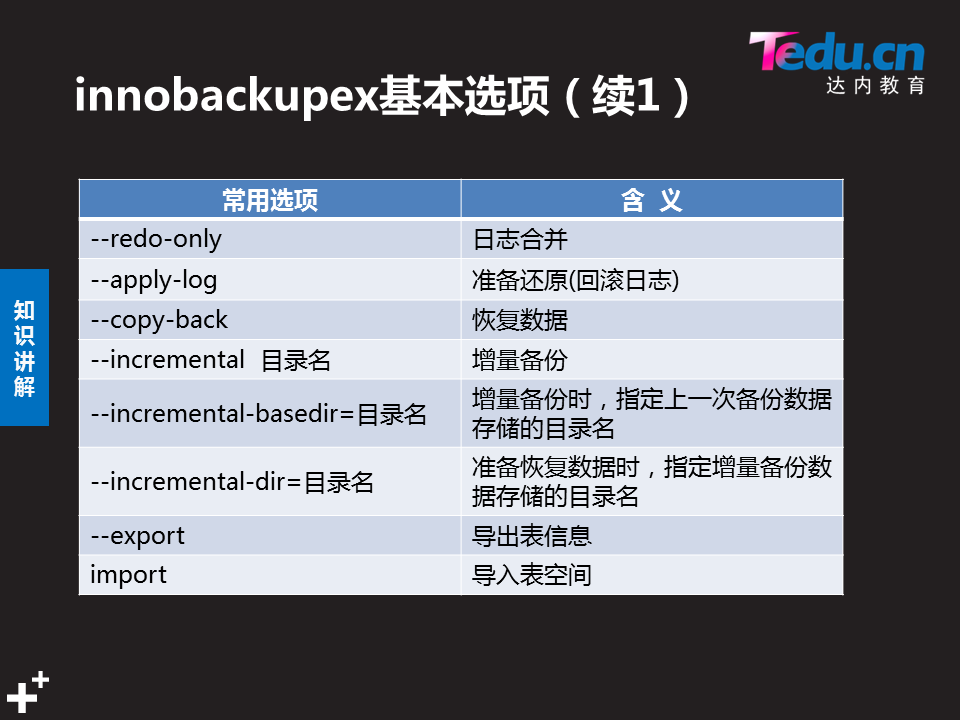 Tedu.cn
达内教育
innobackupex基本选项（续1）
常用选项 含 义
--redo-only 日志合并
--apply-log 准备还原(回滚日志)
--copy-back 恢复数据
--incremental 目录名 增量备份
--incremental-basedir=目录名 增量备份时，指定上一次备份数据
存储的目录名
--incremental-dir=目录名 准备恢复数据时，指定增量备份数
据存储的目录名
--export 导出表信息
import 导入表空间
知
识
讲
解